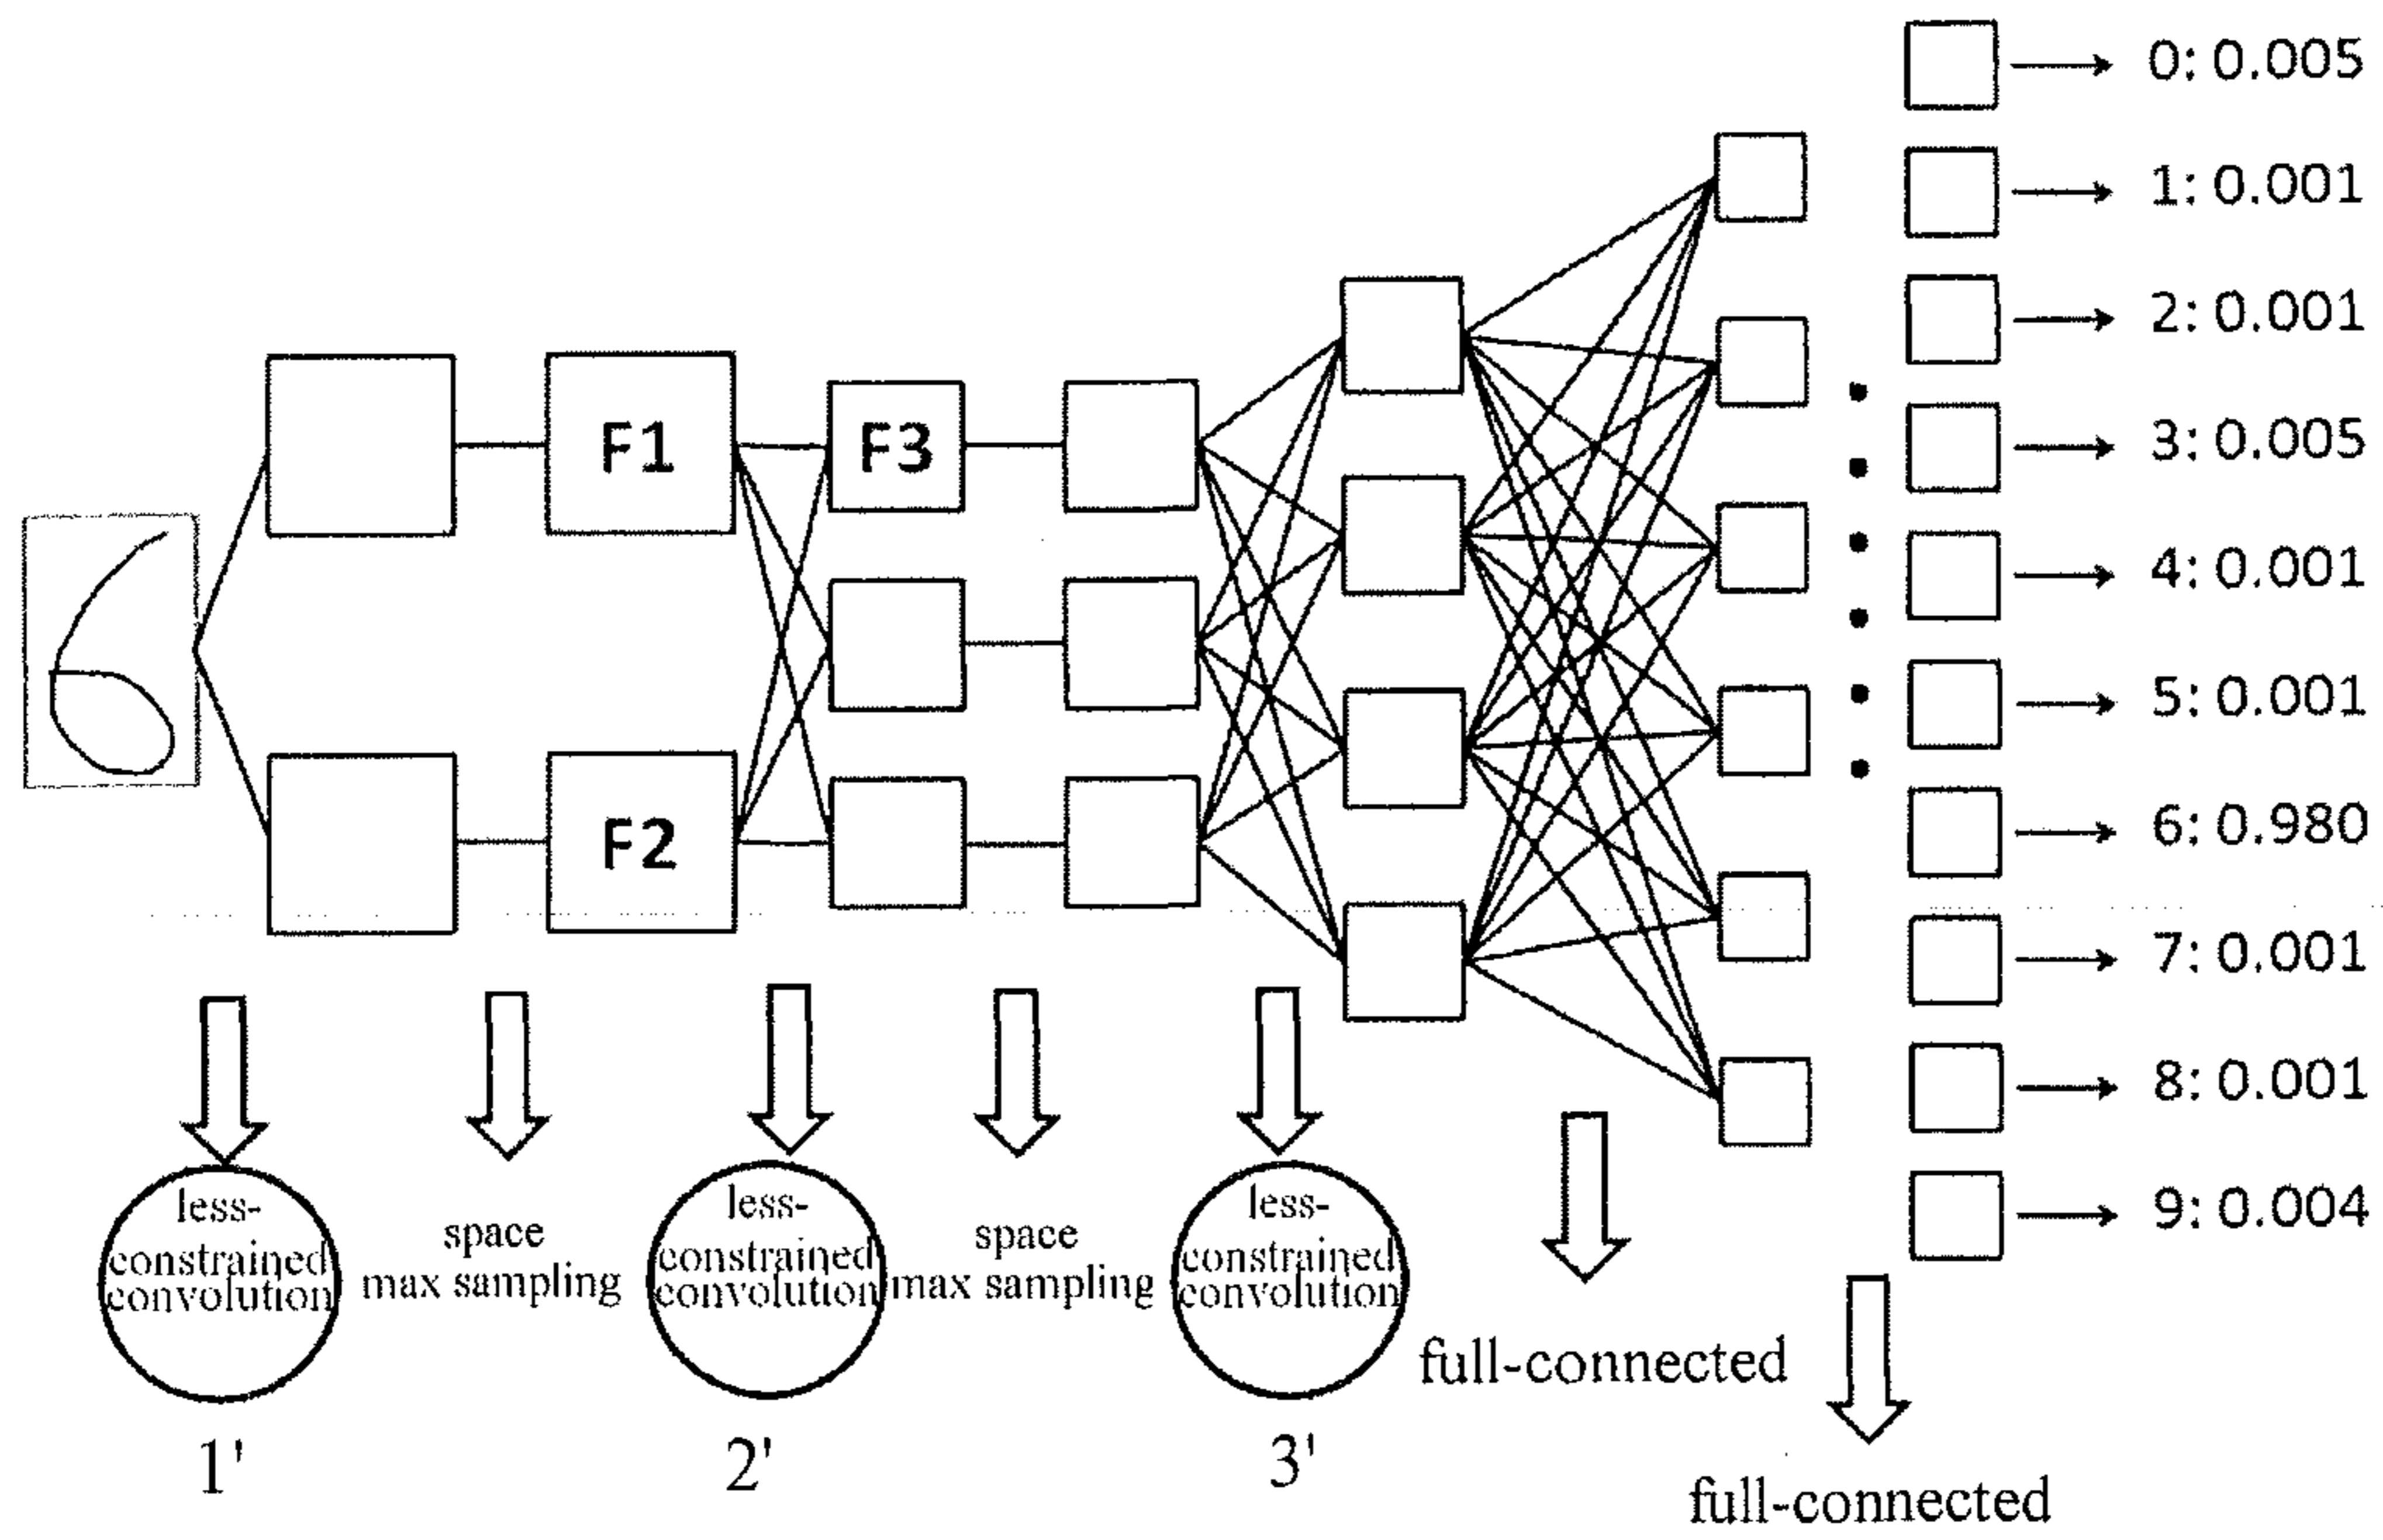 0: 0.005
1: 0.001
2: 0.001
3: 0.005
4: 0.001
5: 0.001
6: 0.980
7: 0.001
8: 0.001
9: 0.004
F1
F3
F2
less-
constrained
convolution
1'
space
max sampling
less-
constrained
convolution
2'
space
max sampling
less-
constrained
convolution
3'
full-connected
full-connected